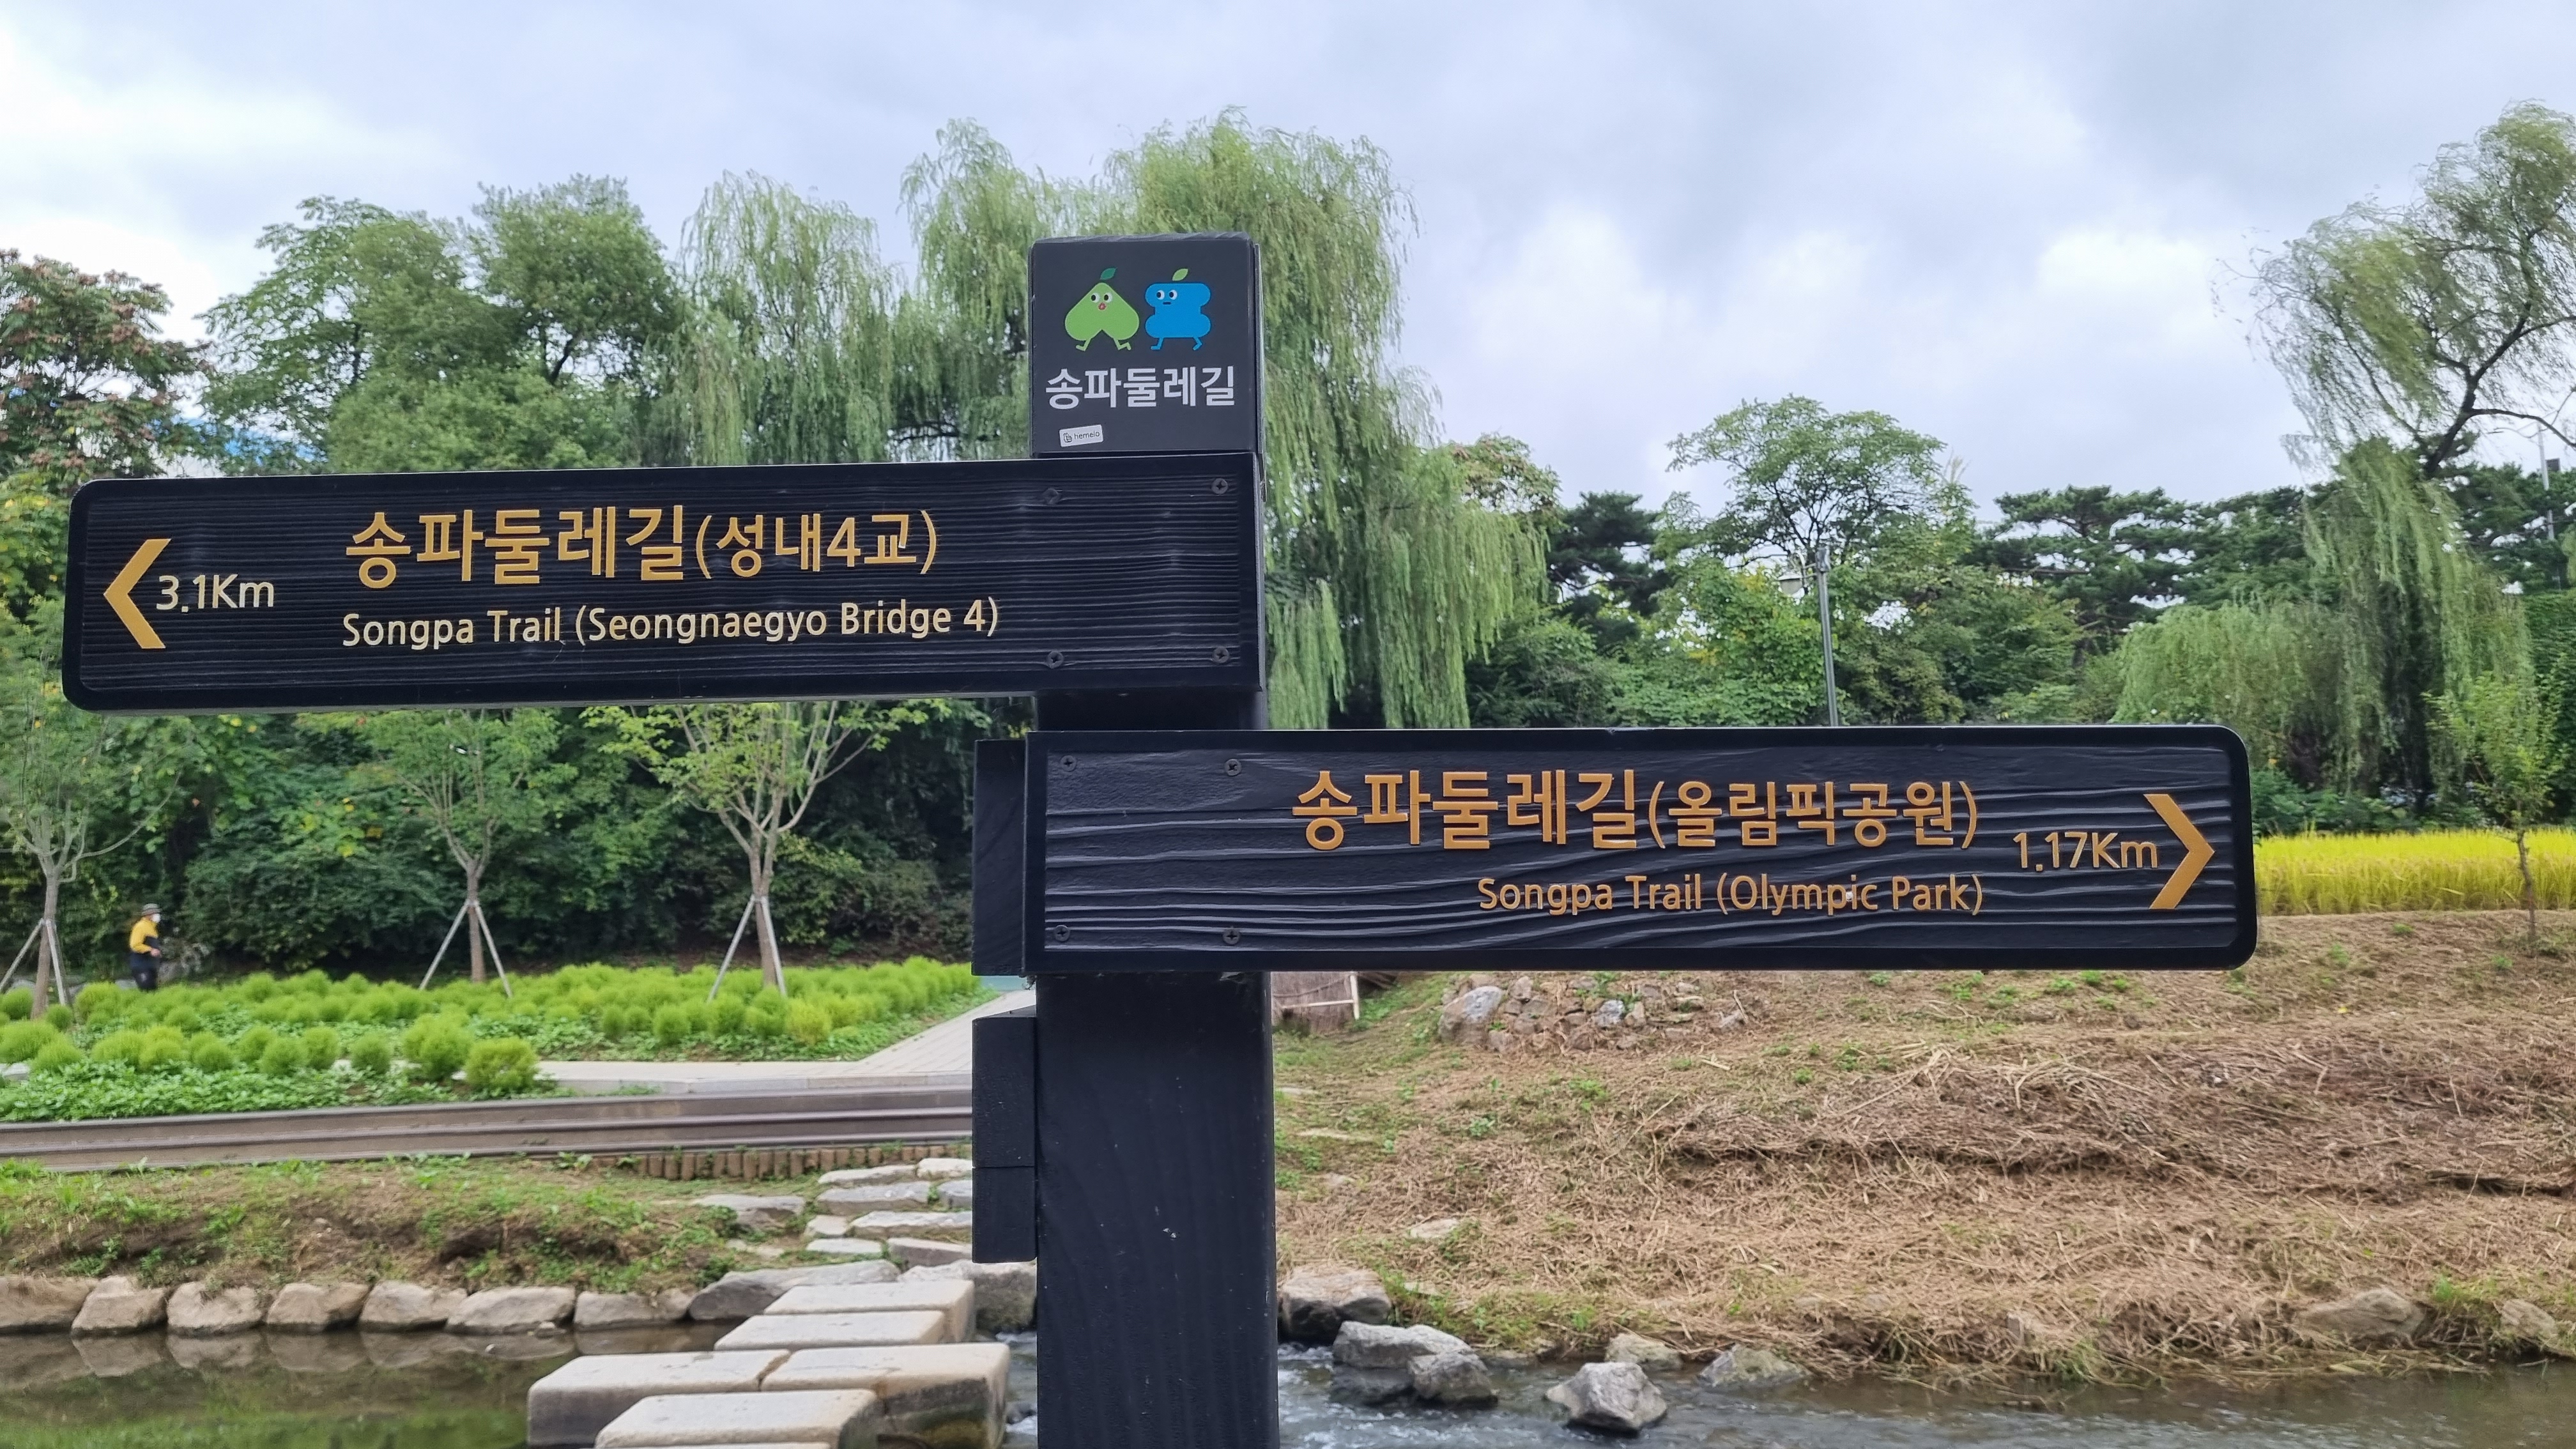 송파둘레길
hemeio
송파둘레길(성내4교)
3.1Km
Songpa Trail (Seongnaegyo Bridge 4)
송파둘레길(올림픽공원)
1.17Km
Songpa Trail (Olympic Park)